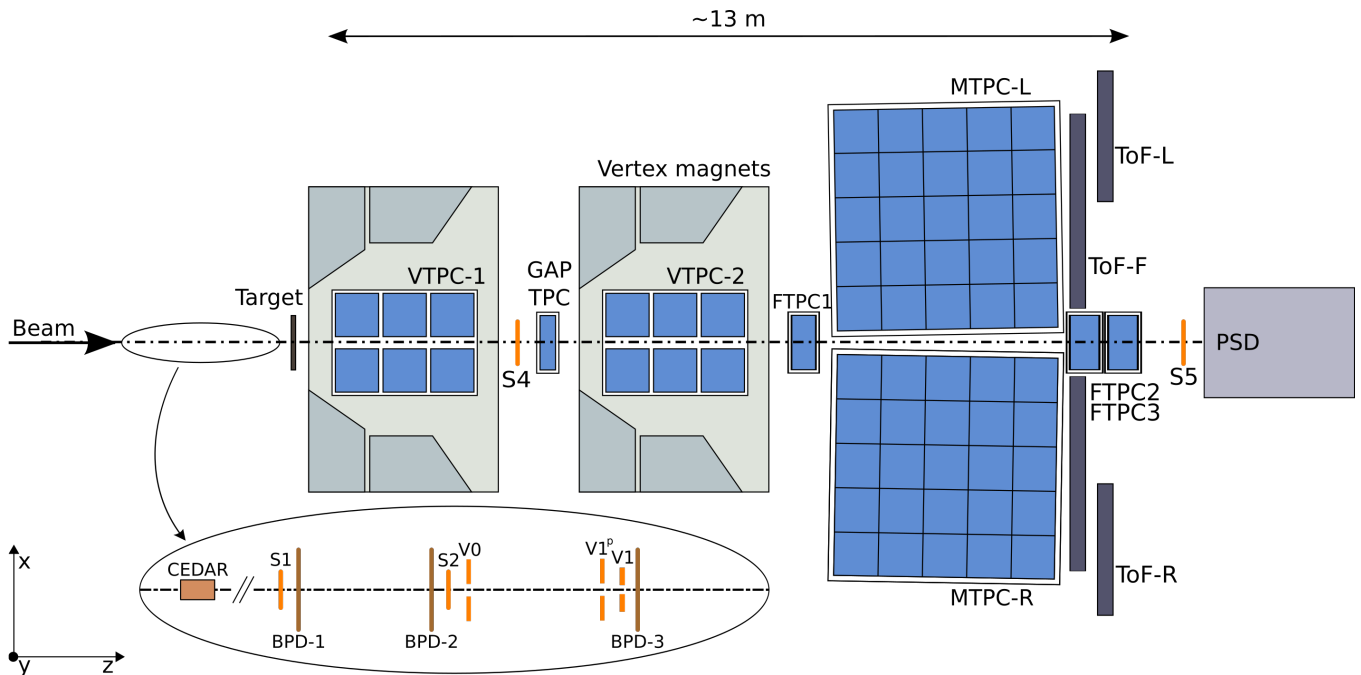 ~13 m
MTPC-L
ToF-L
Vertex magnets
VTPC-1
GAP
TPC
VTPC-2
ToF-F
Target
FTPC1
Beam
PSD
S4
S5
FTPC2
FTPC3
x
CEDAR
S1
S2
V0
V1p
V1
ToF-R
MTPC-R
BPD-1
BPD-2
BPD-3
y
z